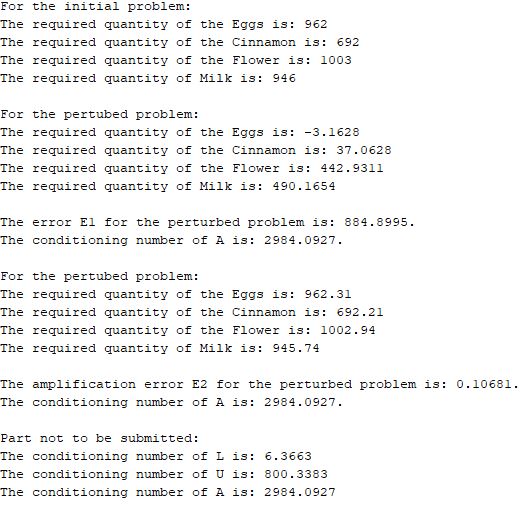 For the initial problem:
The required quantity of the Eggs is: 962
The required quantity of the Cinnamon is: 692
The required quantity of the Flower is: 1003
The required quantity of Milk is: 946
For the pertubed problem:
The required quantity of the Eggs is: -3.1628
The required quantity of the Cinnamon is: 37.0628
The required quantity of the Flower is: 442.9311
The required quantity of Milk is: 490.1654
The error E1 for the perturbed problem is: 884.8995.
The conditioning number of A is: 2984.0927.
For the pertubed problem:
The required quantity of the Eggs is: 962.31
The required quantity of the Cinnamon is: 692.21
The required quantity of the Flower is: 1002.94
The required quantity of Milk is: 945.74
The amplification error E2 for the perturbed problem is: 0.10681.
The conditioning number of A is: 2984.0927.
Part not to be submitted:
The conditioning number of L is: 6.3663
The conditioning number of U is: 800.3383
The conditioning number of A is: 2984.0927